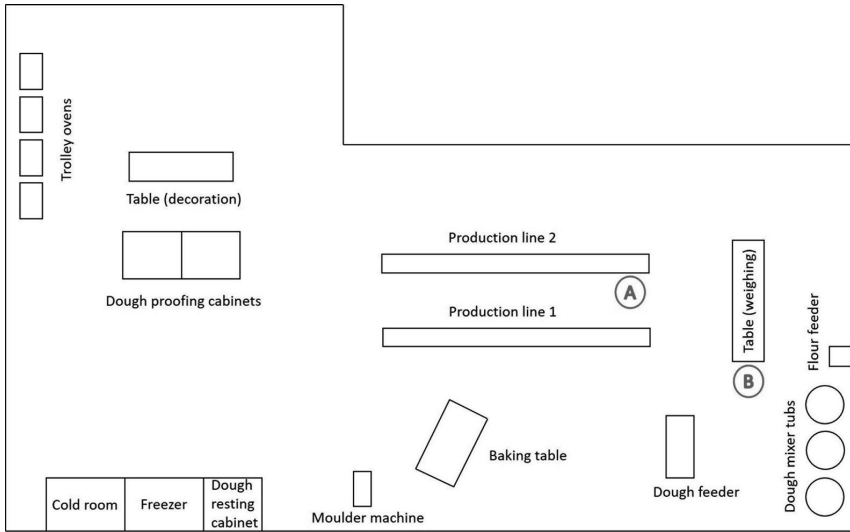 Trolley ovens
Table (decoration)
Dough proofing cabinets
Production line 2
A
Production line 1
Table (weighing)
B
Flour feeder
Dough mixer tubs
Baking table
Dough feeder
Moulder machine
Cold room
Freezer
Dough
resting
cabinet